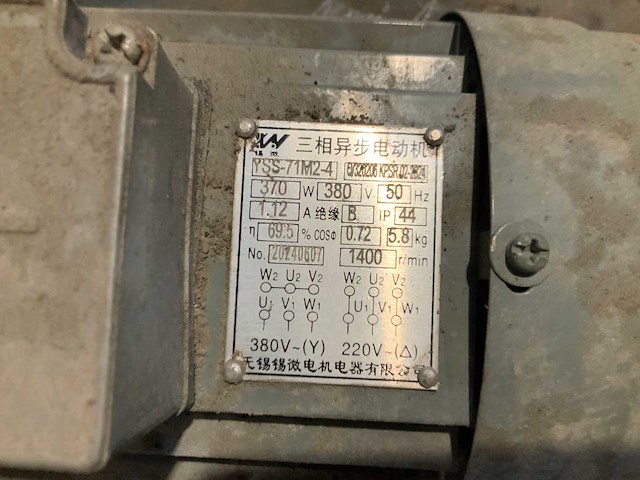 三相异步电动机
YSS-71M2-4
370 W 380 V 50 Hz
1.12 A 绝缘 B IP 44
η 69.5 % COSΦ 0.72 5.8 kg
No. 20140607 1400 r/min
W2 U2 V2 W2 U2 V2
U1 V1 W1 U1 V1 W1
380V~(Y) 220V~(△)
无锡锡微电机电器有限公司